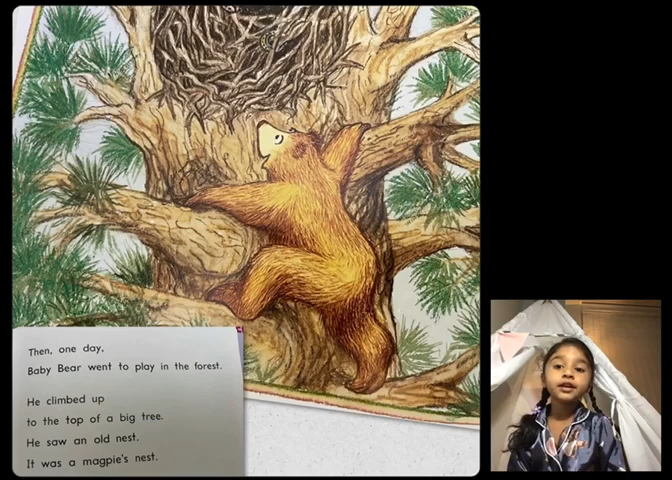 Then, one day,
Baby Bear went to play in the forest.
He climbed up
to the top of a big tree.
He saw an old nest.
It was a magpie's nest.